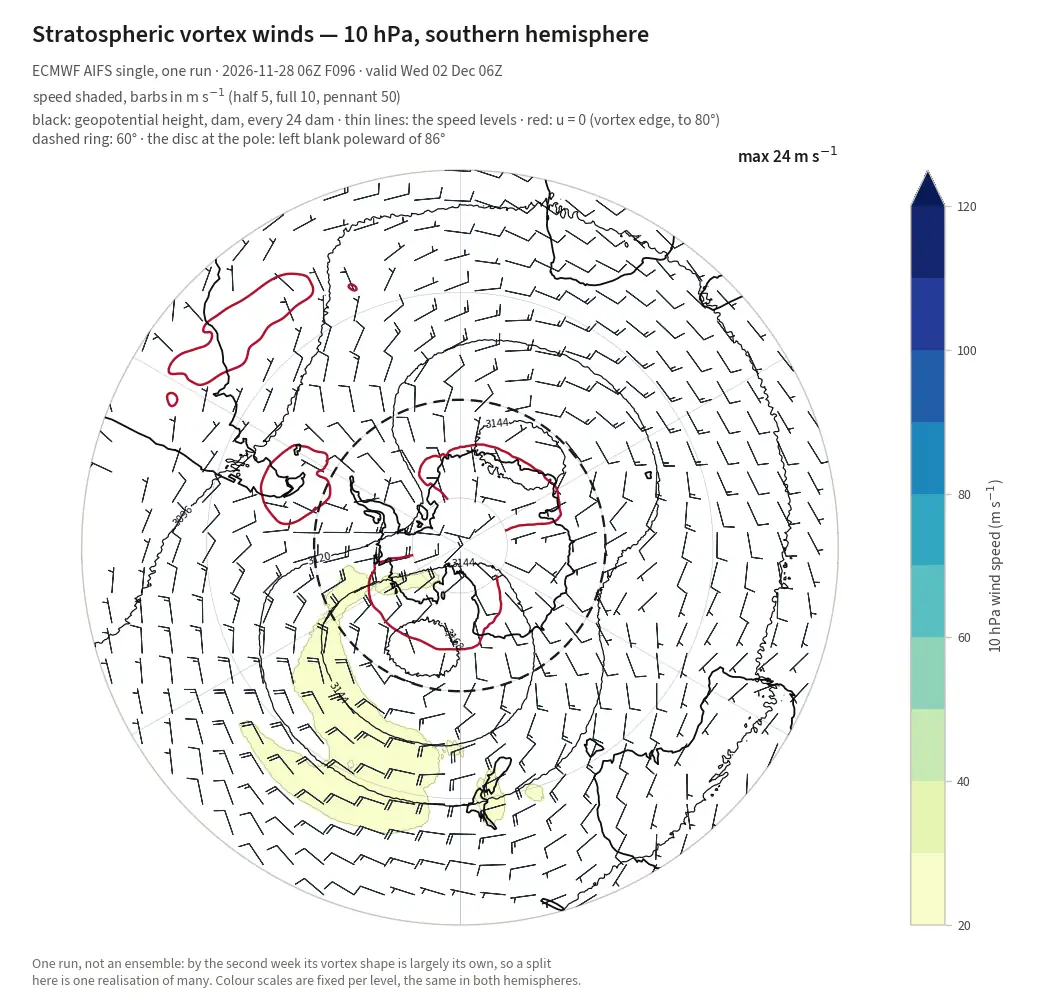 Stratospheric vortex winds — 10 hPa, southern hemisphere
ECMWF AIFS single, one run · 2026-11-28 06Z F096 · valid Wed 02 Dec 06Z
speed shaded, barbs in m s⁻¹ (half 5, full 10, pennant 50)
black: geopotential height, dam, every 24 dam · thin lines: the speed levels · red: u = 0 (vortex edge, to 80°)
dashed ring: 60° · the disc at the pole: left blank poleward of 86°
max 24 m s⁻¹
120
100
80
60
40
20
10 hPa wind speed (m s⁻¹)
3144
3096
3120
3144
3168
3144
One run, not an ensemble: by the second week its vortex shape is largely its own, so a split
here is one realisation of many. Colour scales are fixed per level, the same in both hemispheres.